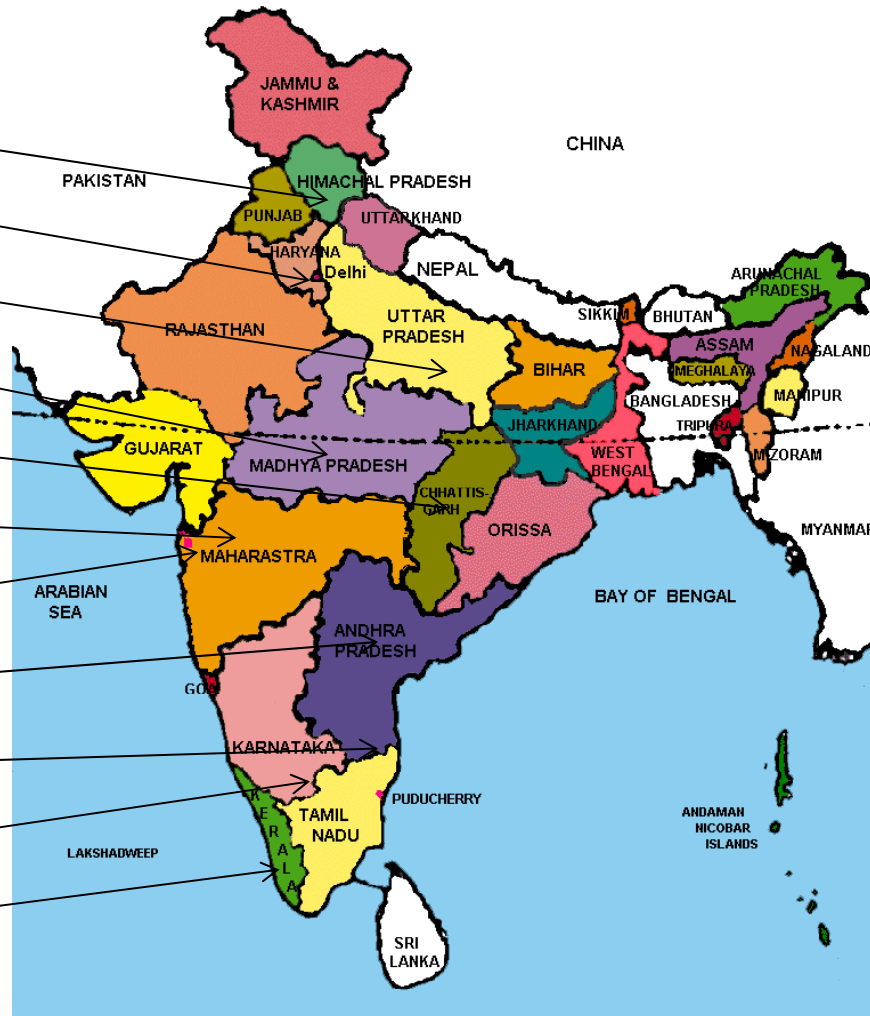 JAMMU &
KASHMIR
CHINA
PAKISTAN
HIMACHAL PRADESH
PUNJAB
UTTARKHAND
HARYANA
Delhi
NEPAL
ARUNACHAL
PRADESH
SIKKIM
BHUTAN
UTTAR
PRADESH
RAJASTHAN
ASSAM
NAGALAND
BIHAR
MEGHALAYA
MANIPUR
BANGLADESH
JHARKHAND
TRIPURA
GUJARAT
WEST
BENGAL
MIZORAM
MADHYA PRADESH
CHHATTIS-
GARH
ORISSA
MYANMAR
MAHARASTRA
ARABIAN
SEA
BAY OF BENGAL
ANDHRA
PRADESH
GOA
KARNATAKA
PUDUCHERRY
KERALA
TAMIL
NADU
ANDAMAN
NICOBAR
ISLANDS
LAKSHADWEEP
SRI
LANKA